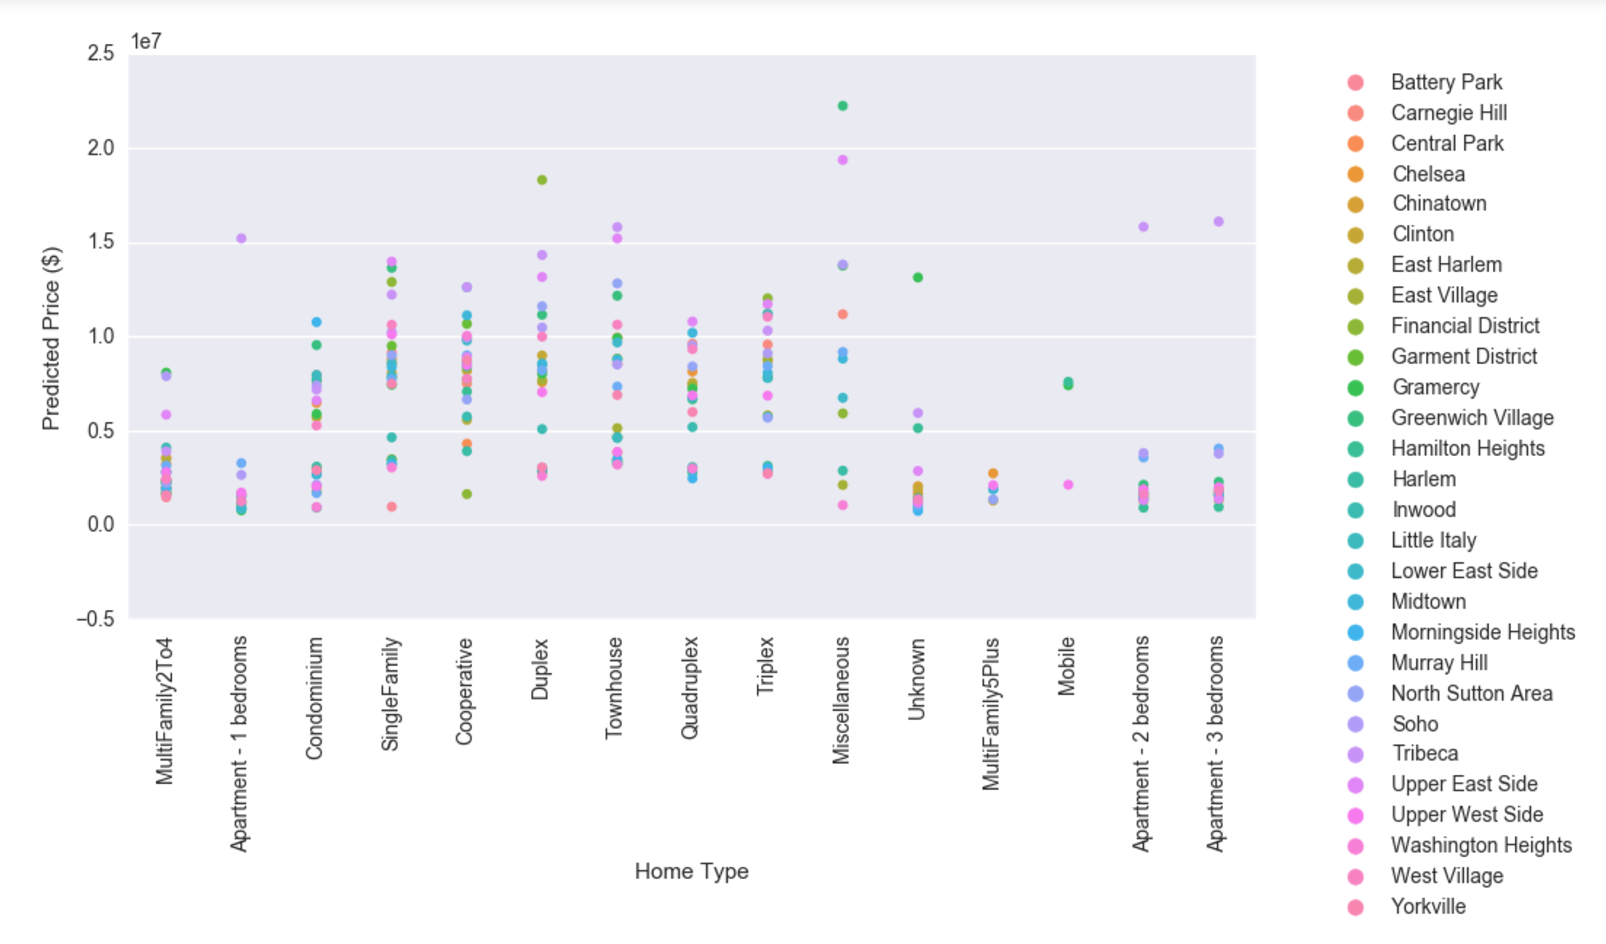 1e7
2.5
2.0
1.5
1.0
0.5
0.0
−0.5
Predicted Price ($)
MultiFamily2To4
Apartment - 1 bedrooms
Condominium
SingleFamily
Cooperative
Duplex
Townhouse
Quadruplex
Triplex
Miscellaneous
Unknown
MultiFamily5Plus
Mobile
Apartment - 2 bedrooms
Apartment - 3 bedrooms
Home Type
Battery Park
Carnegie Hill
Central Park
Chelsea
Chinatown
Clinton
East Harlem
East Village
Financial District
Garment District
Gramercy
Greenwich Village
Hamilton Heights
Harlem
Inwood
Little Italy
Lower East Side
Midtown
Morningside Heights
Murray Hill
North Sutton Area
Soho
Tribeca
Upper East Side
Upper West Side
Washington Heights
West Village
Yorkville